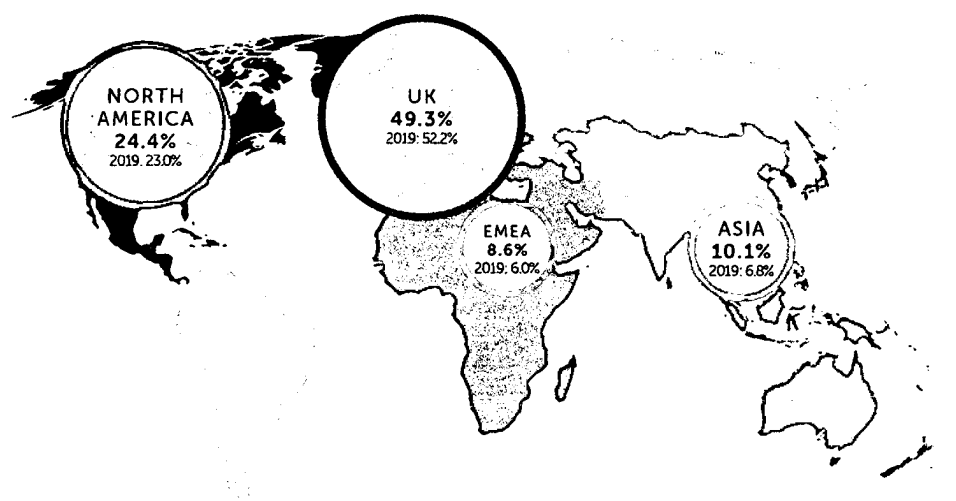 NORTH
AMERICA
24.4%
2019: 23.0%
UK
49.3%
2019: 52.2%
EMEA
8.6%
2019: 6.0%
ASIA
10.1%
2019: 6.8%